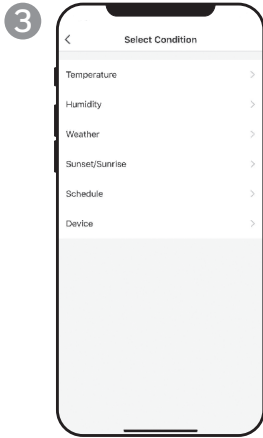 3
Select Condition
Temperature
Humidity
Weather
Sunset/Sunrise
Schedule
Device